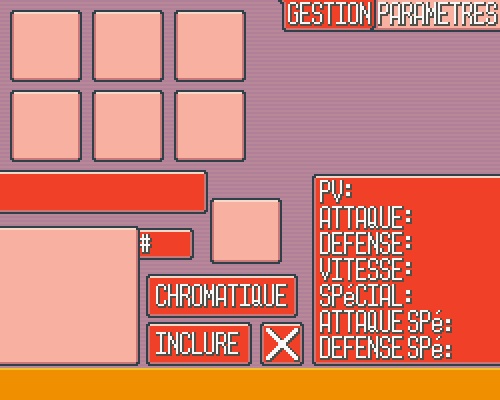 GESTION PARAMETRES
PV:
ATTAQUE:
DEFENSE:
VITESSE:
SPéCIAL:
ATTAQUE SPé:
DEFENSE SPé:
#
CHROMATIQUE
INCLURE